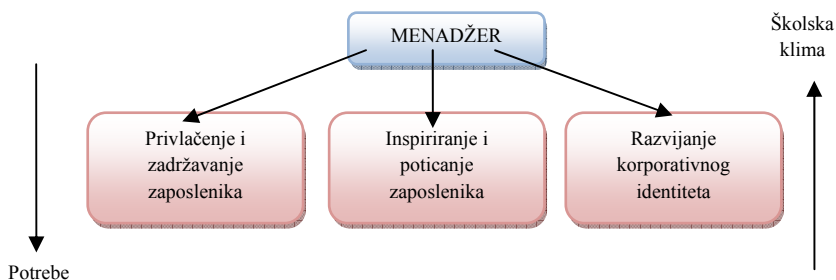 MENADŽER
Školska
klima
Privlačenje i
zadržavanje
zaposlenika
Inspiriranje i
poticanje
zaposlenika
Razvijanje
korporativnog
identiteta
Potrebe